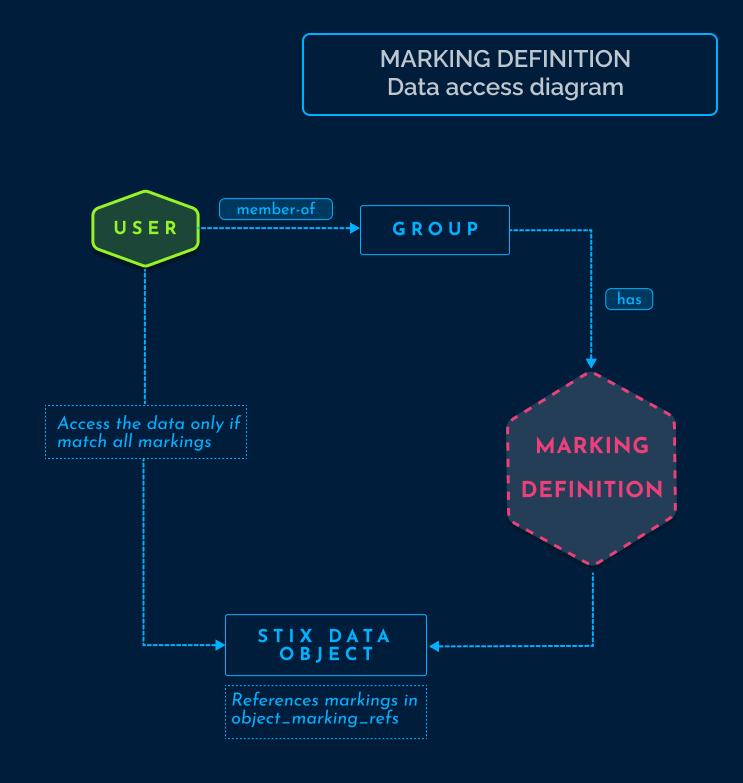 MARKING DEFINITION
Data access diagram
USER
member-of
GROUP
has
Access the data only if
match all markings
MARKING
DEFINITION
STIX DATA
OBJECT
References markings in
object_marking_refs